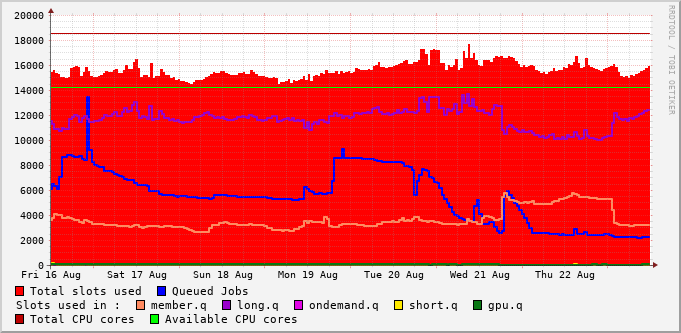 20000
18000
16000
14000
12000
10000
8000
6000
4000
2000
0
Fri 16 Aug Sat 17 Aug Sun 18 Aug Mon 19 Aug Tue 20 Aug Wed 21 Aug Thu 22 Aug
Total slots used Queued Jobs
Slots used in : member.q long.q ondemand.q short.q gpu.q
Total CPU cores Available CPU cores
RRDTOOL / TOBI OETIKER